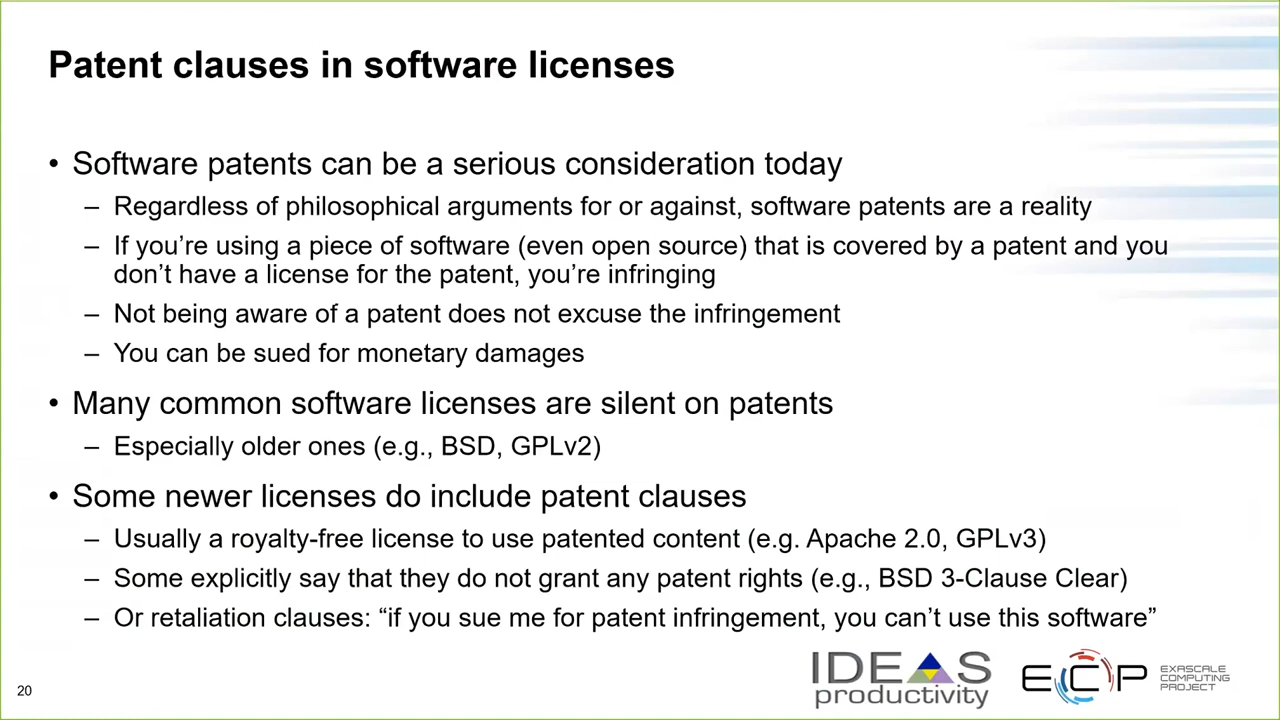 Patent clauses in software licenses
• Software patents can be a serious consideration today
– Regardless of philosophical arguments for or against, software patents are a reality
– If you’re using a piece of software (even open source) that is covered by a patent and you
don’t have a license for the patent, you’re infringing
– Not being aware of a patent does not excuse the infringement
– You can be sued for monetary damages
• Many common software licenses are silent on patents
– Especially older ones (e.g., BSD, GPLv2)
• Some newer licenses do include patent clauses
– Usually a royalty-free license to use patented content (e.g. Apache 2.0, GPLv3)
– Some explicitly say that they do not grant any patent rights (e.g., BSD 3-Clause Clear)
– Or retaliation clauses: “if you sue me for patent infringement, you can’t use this software”
20
IDEAS
productivity
ECP
EXASCALE
COMPUTING
PROJECT